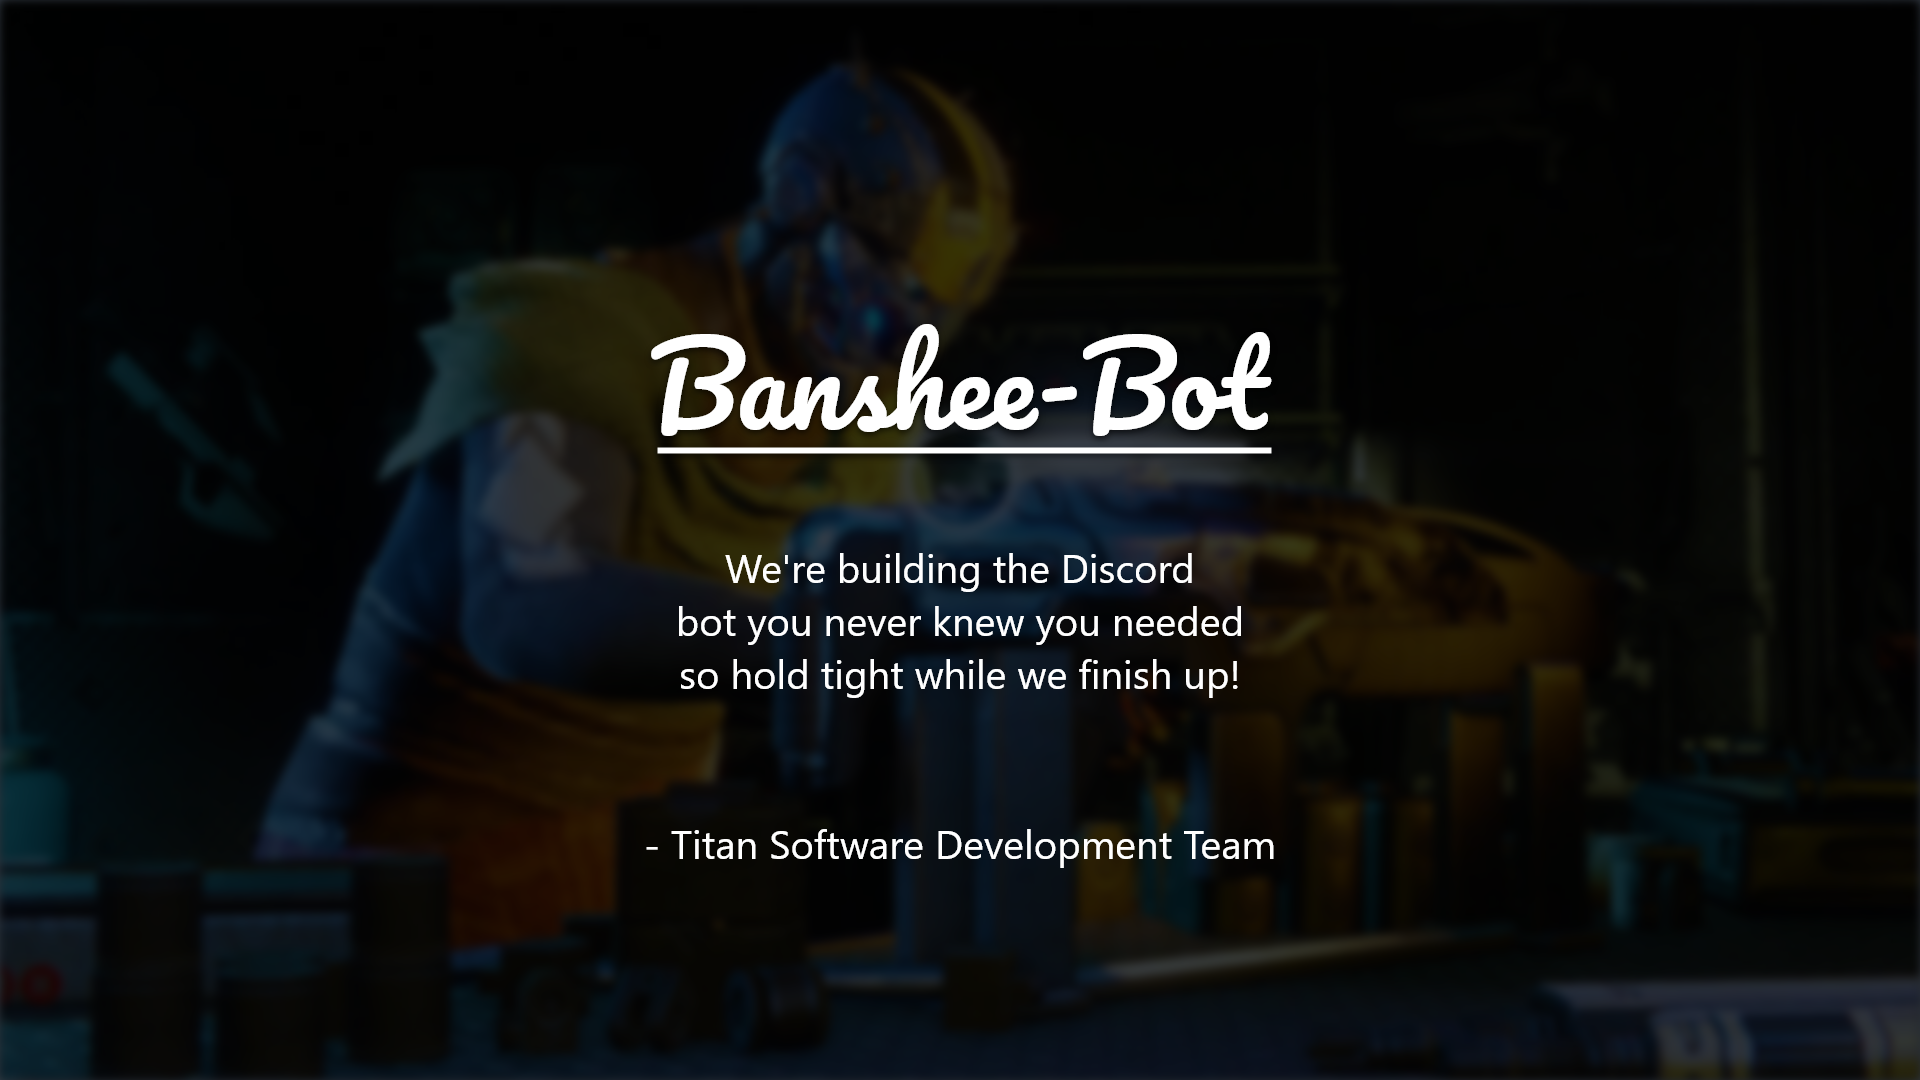 Banshee-Bot
We're building the Discord
bot you never knew you needed
so hold tight while we finish up!
- Titan Software Development Team